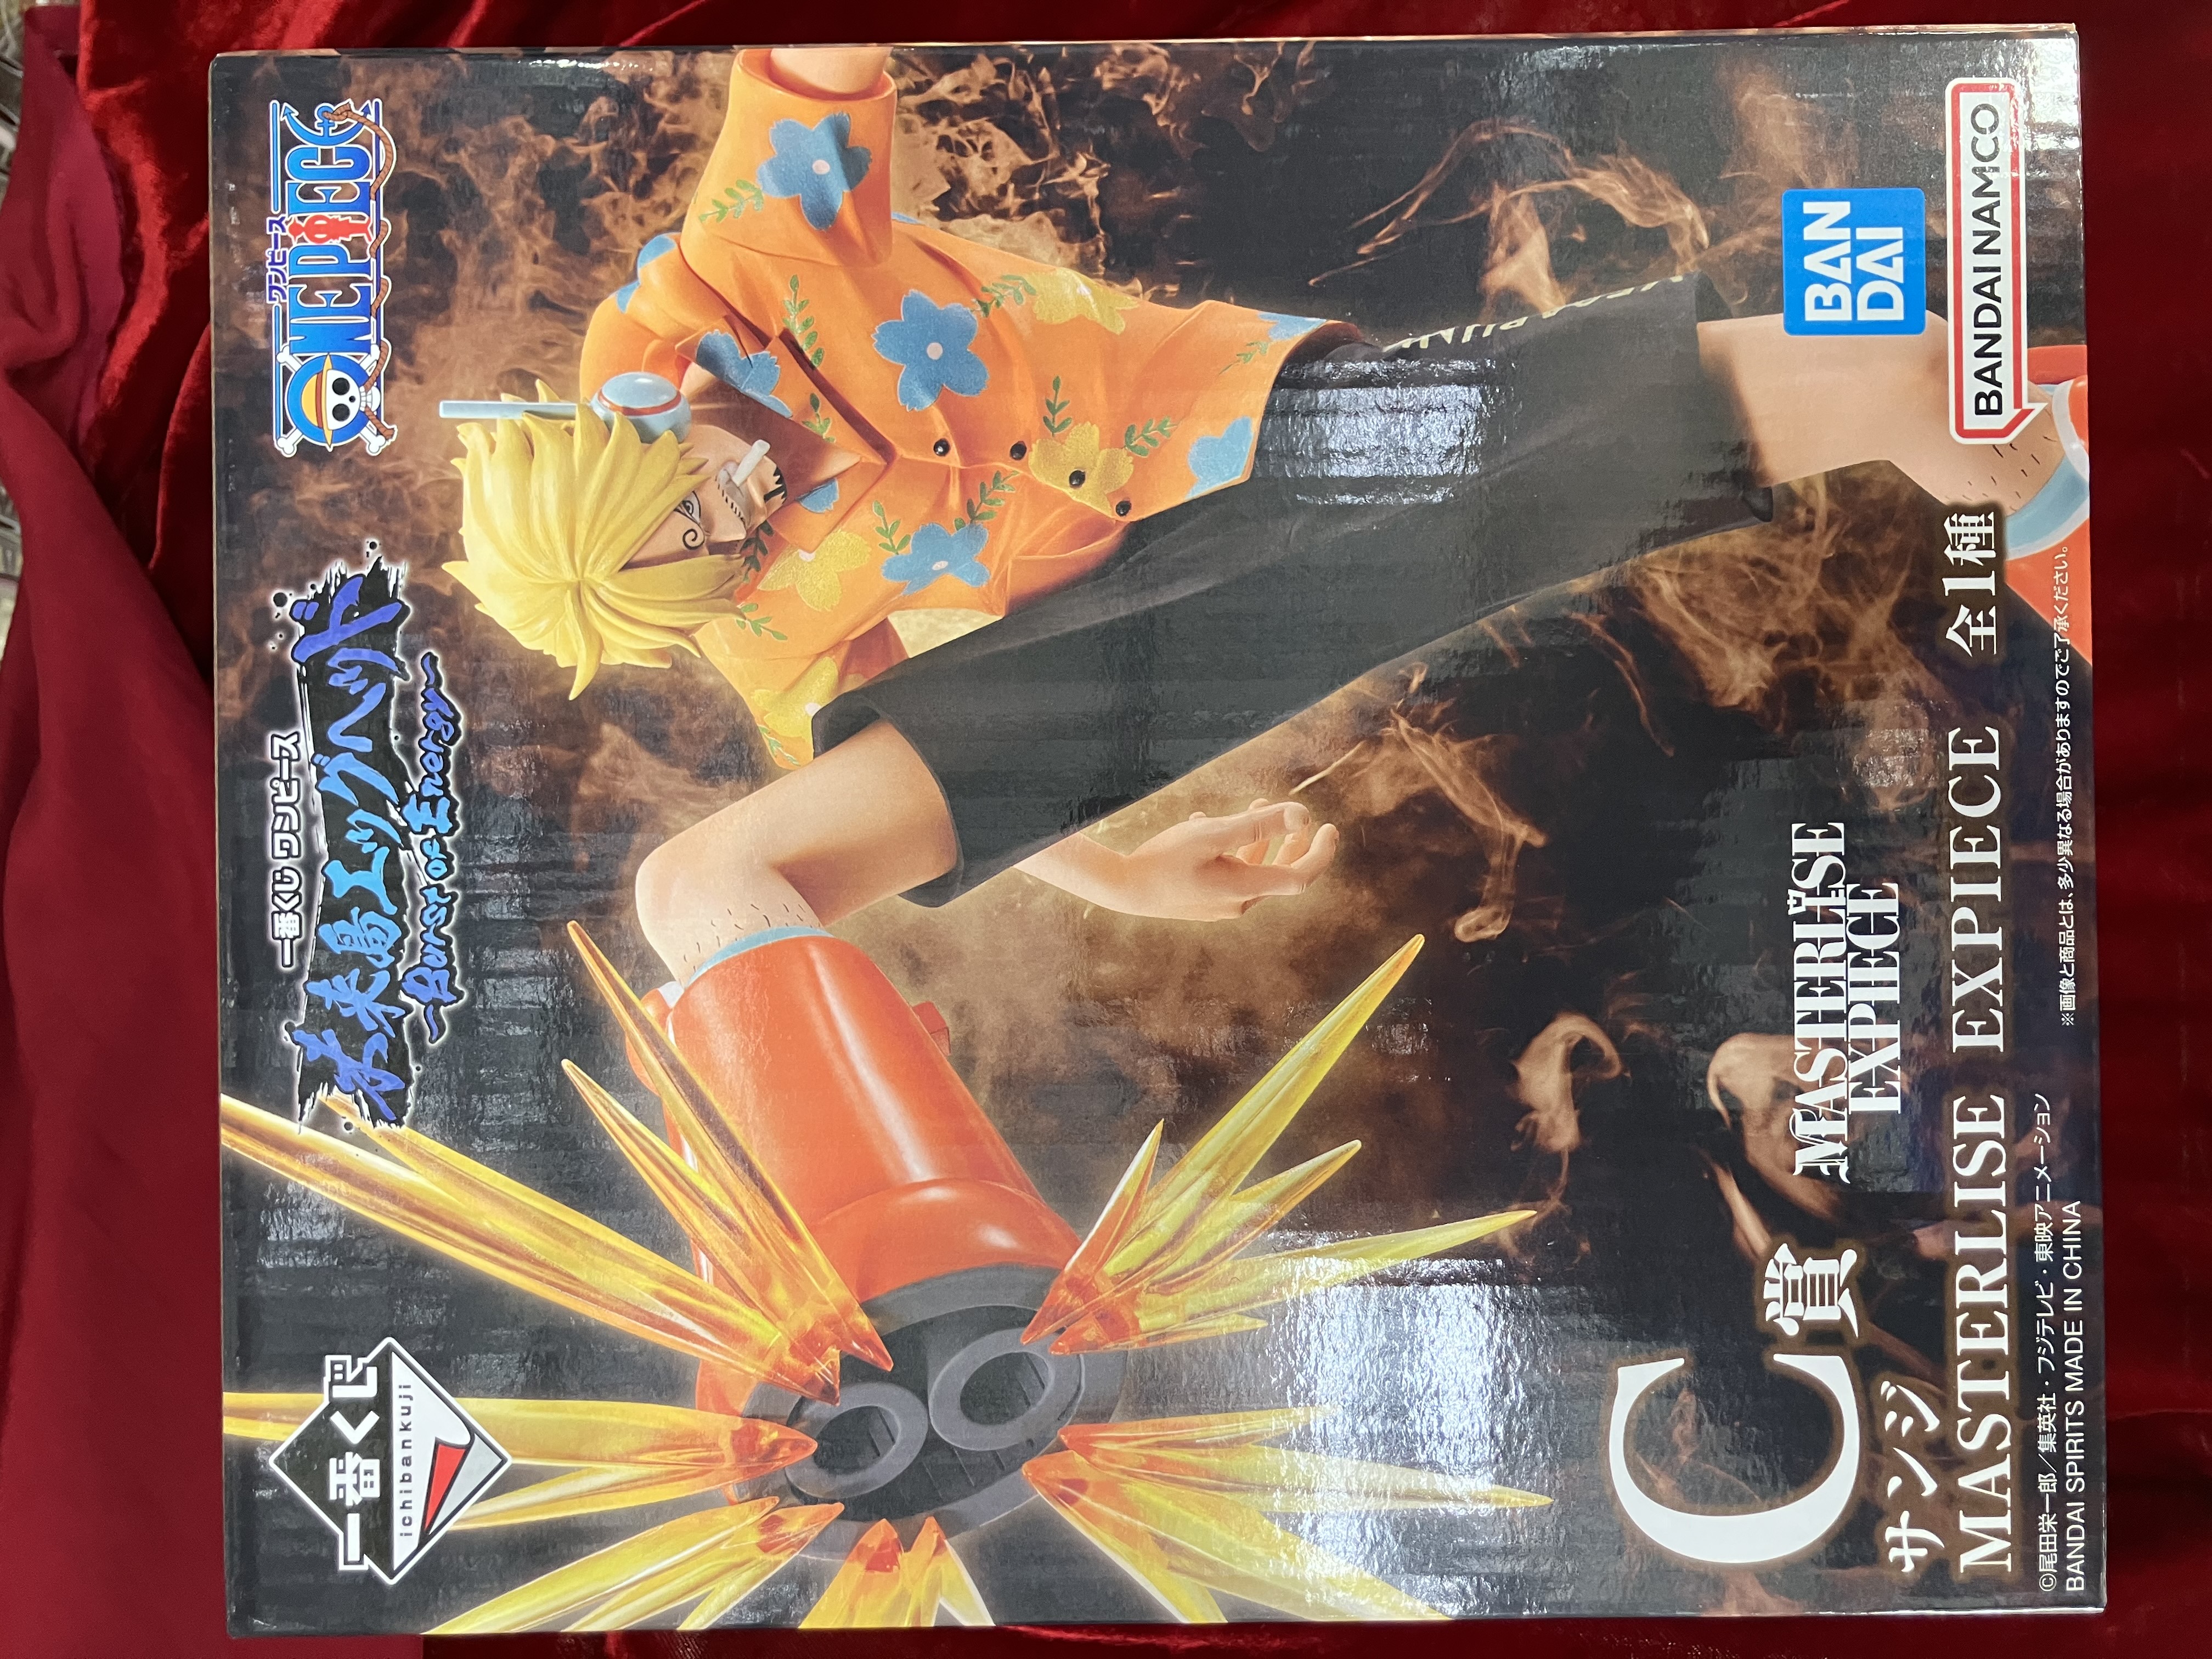 一番くじ
ichibankuji
一番くじ ワンピース
未来島エッグヘッド
~Burst of Energy~
ワンピース
ONE PIECE
C賞
サンジ
MASTERLISE
EXPIECE
MASTERLISE EXPIECE 全1種
BAN
DAI
BANDAI NAMCO
©尾田栄一郎／集英社・フジテレビ・東映アニメーション
BANDAI SPIRITS MADE IN CHINA
※画像と商品とは、多少異なる場合がありますのでご了承ください。